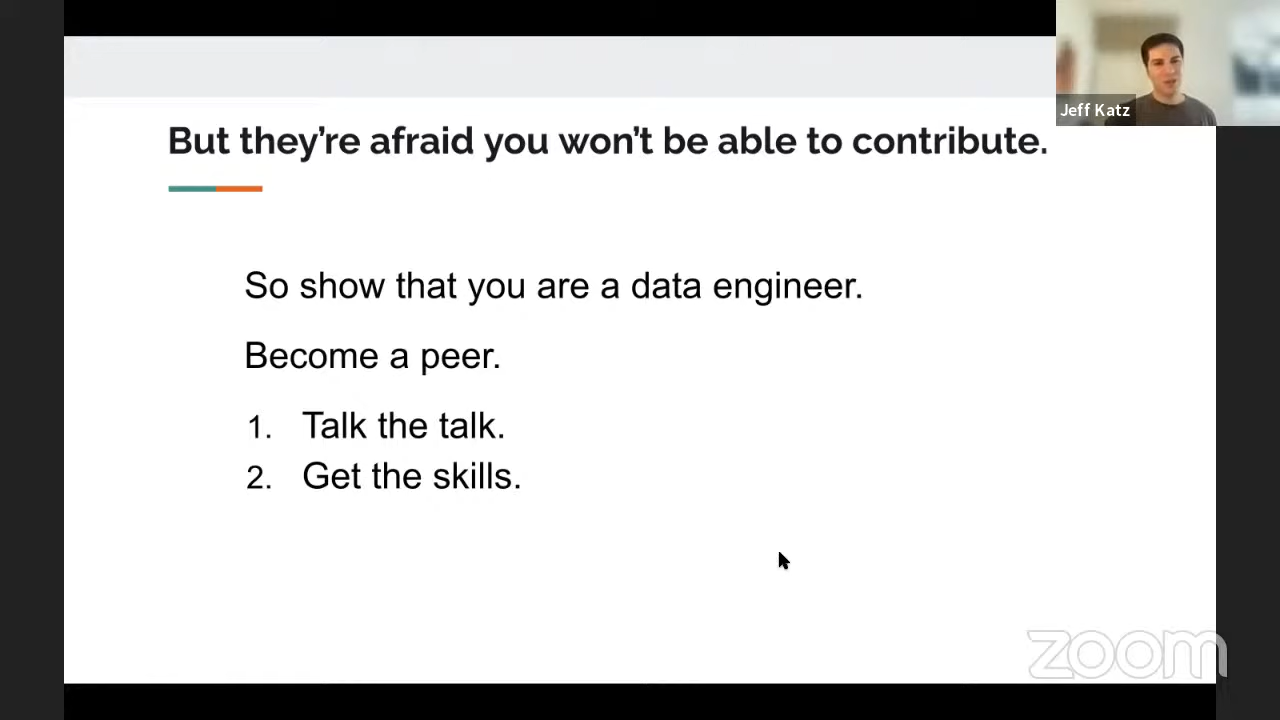 But they're afraid you won't be able to contribute.
Jeff Katz
So show that you are a data engineer.
Become a peer.
1. Talk the talk.
2. Get the skills.
zoom